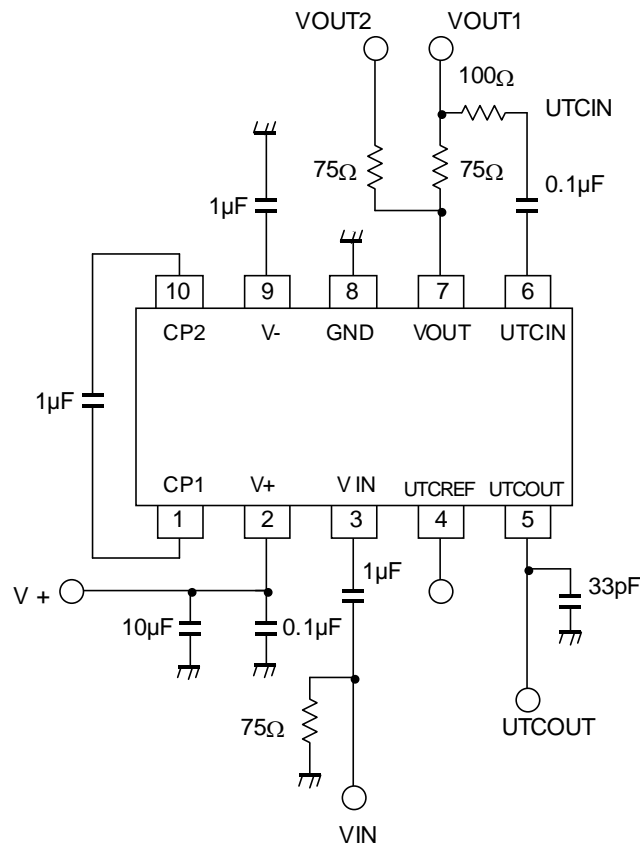 VOUT2
VOUT1
100Ω
UTCIN
75Ω
75Ω
0.1µF
1µF
10
9
8
7
6
CP2
V-
GND
VOUT
UTCIN
1µF
CP1
V+
VIN
UTCREF
UTCOUT
1
2
3
4
5
1µF
V +
33pF
10µF
0.1µF
75Ω
UTCOUT
VIN